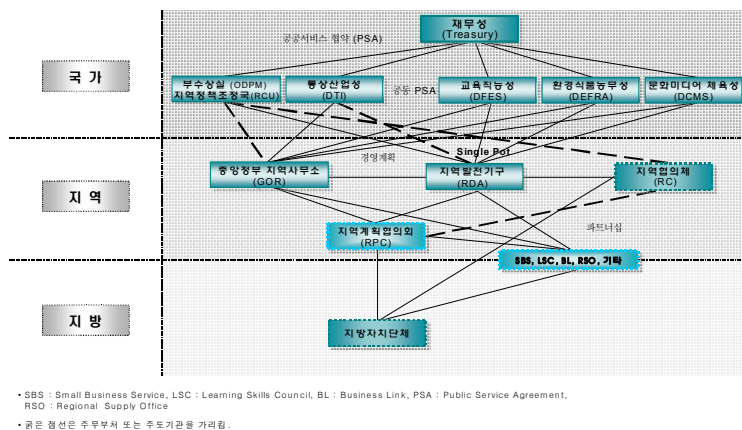 재무성
(Treasury)
공공서비스 협약 (PSA)
국 가
부수상실 (ODPM)
지역정책조정국(RCU)
통상산업성
(DTI)
공동 PSA
교육직능성
(DFES)
환경식품농무성
(DEFRA)
문화미디어 체육성
(DCMS)
경영계획
Single Pot
지 역
중앙정부 지역사무소
(GOR)
지역발전기구
(RDA)
지역협의체
(RC)
지역계획협의회
(RPC)
파트너십
SBS, LSC, BL, RSO, 기타
지 방
지방자치단체
• SBS : Small Business Service, LSC : Learning Skills Council, BL : Business Link, PSA : Public Service Agreement,
RSO : Regional Supply Office
• 굵은 점선은 주무부처 또는 주도기관을 가리킴.